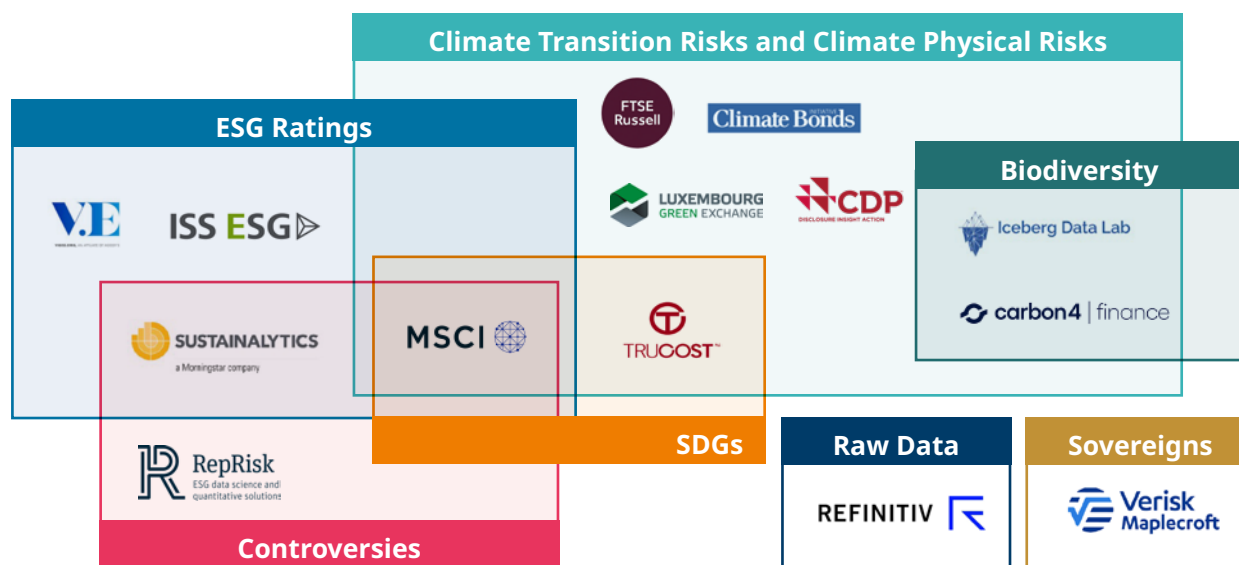 Climate Transition Risks and Climate Physical Risks
FTSE
Russell
INITIATIVE
Climate Bonds
ESG Ratings
Biodiversity
V.E
ISS ESG
LUXEMBOURG
GREEN EXCHANGE
CDP
DISCLOSURE INSIGHT ACTION
Iceberg Data Lab
SUSTAINALYTICS
a Morningstar company
MSCI
TRUCOST™
carbon4 | finance
SDGs
Raw Data
Sovereigns
RepRisk
ESG data science and
quantitative solutions
REFINITIV
Verisk
Maplecroft
Controversies